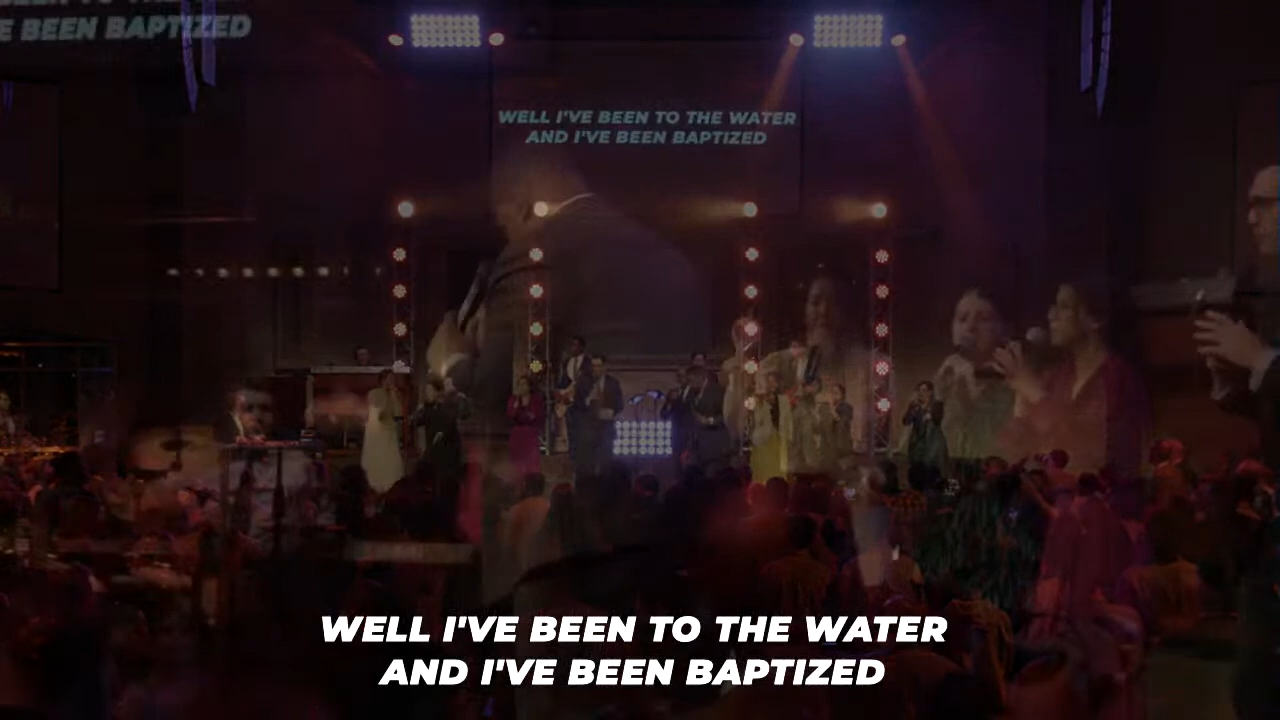 E BEEN BAPTIZED
WELL I'VE BEEN TO THE WATER
AND I'VE BEEN BAPTIZED
WELL I'VE BEEN TO THE WATER
AND I'VE BEEN BAPTIZED